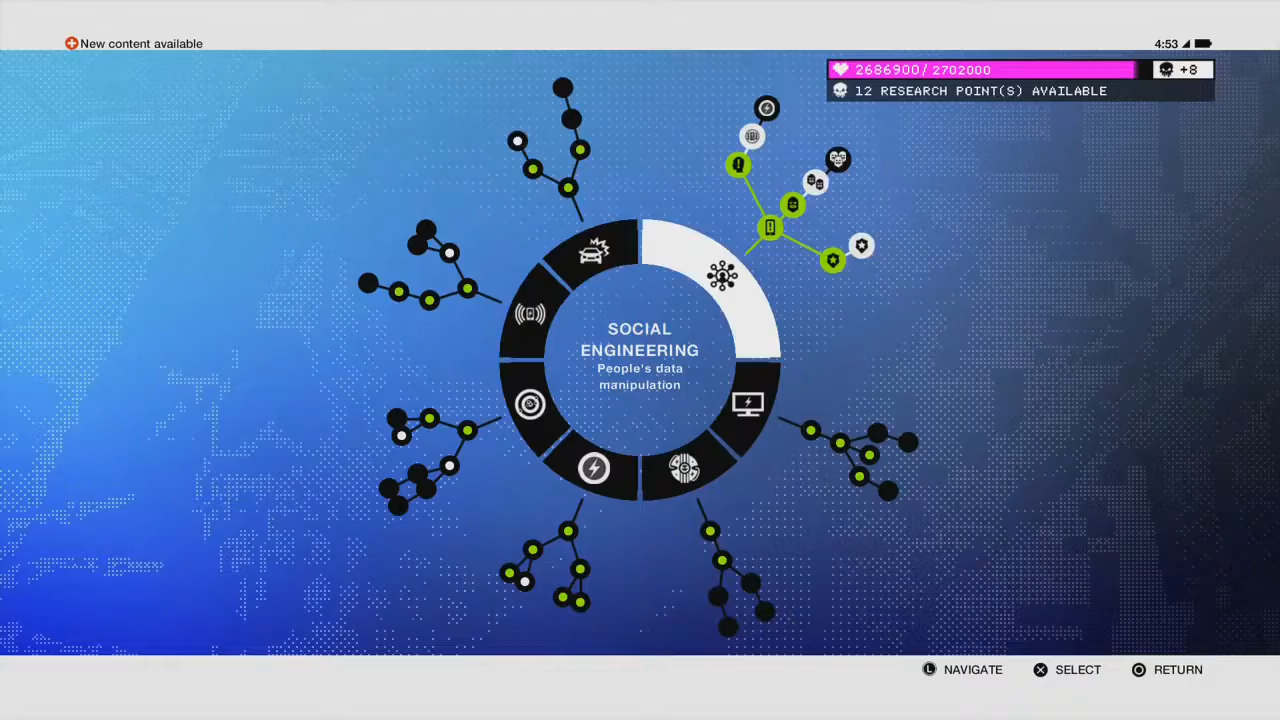 New content available
4:53
2686900/2702000
+8
12 RESEARCH POINT(S) AVAILABLE
SOCIAL
ENGINEERING
People's data
manipulation
L NAVIGATE
SELECT
RETURN